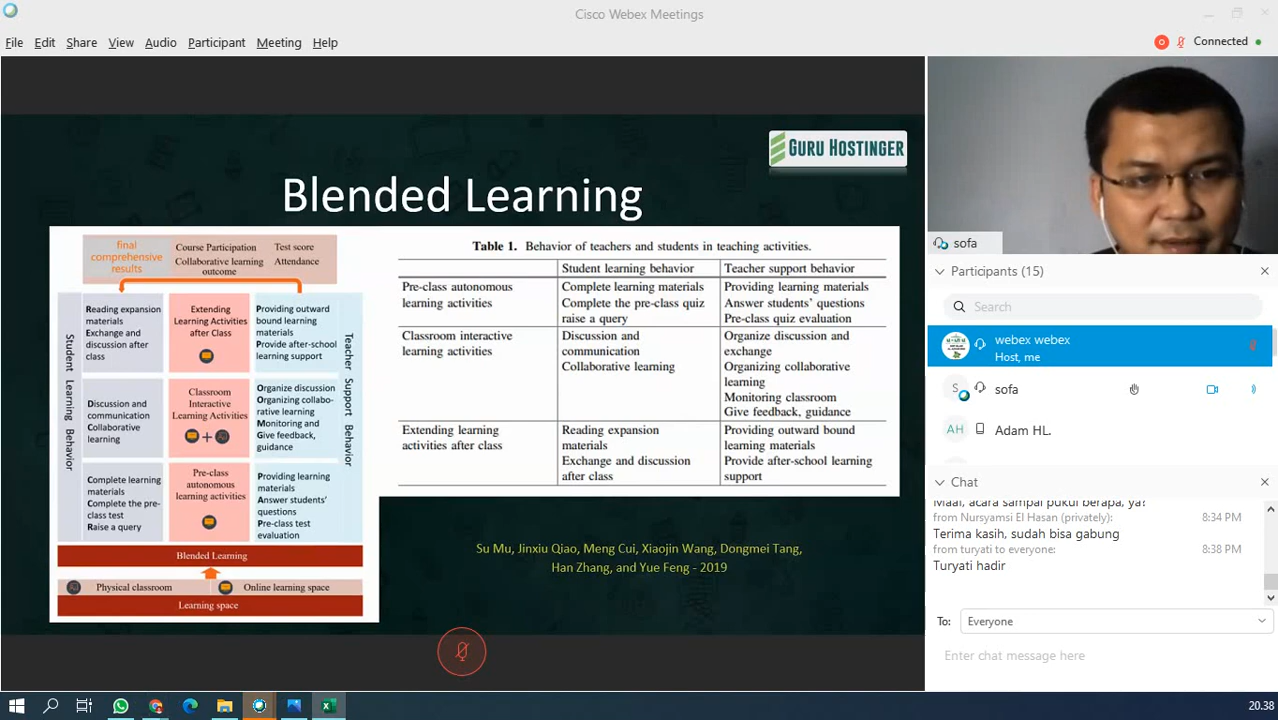 Cisco Webex Meetings
File Edit Share View Audio Participant Meeting Help
Connected
GURU HOSTINGER
Blended Learning
final
comprehensive
results
Course Participation
Collaborative learning
outcome
Test score
Attendance
Student Learning Behavior
Reading expansion
materials
Exchange and
discussion after
class
Extending
Learning Activities
after Class
Providing outward
bound learning
materials
Provide after-school
learning support
Teacher Support Behavior
Discussion and
communication
Collaborative
learning
Classroom
Interactive
Learning Activities
Organize discussion
Organizing collabo-
rative learning
Monitoring and
Give feedback,
guidance
Complete learning
materials
Complete the pre-
class test
Raise a query
Pre-class
autonomous
learning activities
Providing learning
materials
Answer students'
questions
Pre-class test
evaluation
Blended Learning
Physical classroom
Online learning space
Learning space
Table 1. Behavior of teachers and students in teaching activities.
Student learning behavior
Teacher support behavior
Pre-class autonomous
learning activities
Complete learning materials
Complete the pre-class quiz
raise a query
Providing learning materials
Answer students' questions
Pre-class quiz evaluation
Classroom interactive
learning activities
Discussion and
communication
Collaborative learning
Organize discussion and
exchange
Organizing collaborative
learning
Monitoring classroom
Give feedback, guidance
Extending learning
activities after class
Reading expansion
materials
Exchange and discussion
after class
Providing outward bound
learning materials
Provide after-school learning
support
Su Mu, Jinxiu Qiao, Meng Cui, Xiaojin Wang, Dongmei Tang,
Han Zhang, and Yue Feng - 2019
sofa
Participants (15)
Search
webex webex
Host, me
S
sofa
AH
Adam HL.
Chat
Maaf, acara sampai pukul berapa, ya?
from Nursyamsi El Hasan (privately): 8:34 PM
Terima kasih, sudah bisa gabung
from turyati to everyone: 8:38 PM
Turyati hadir
To: Everyone
Enter chat message here
20.38